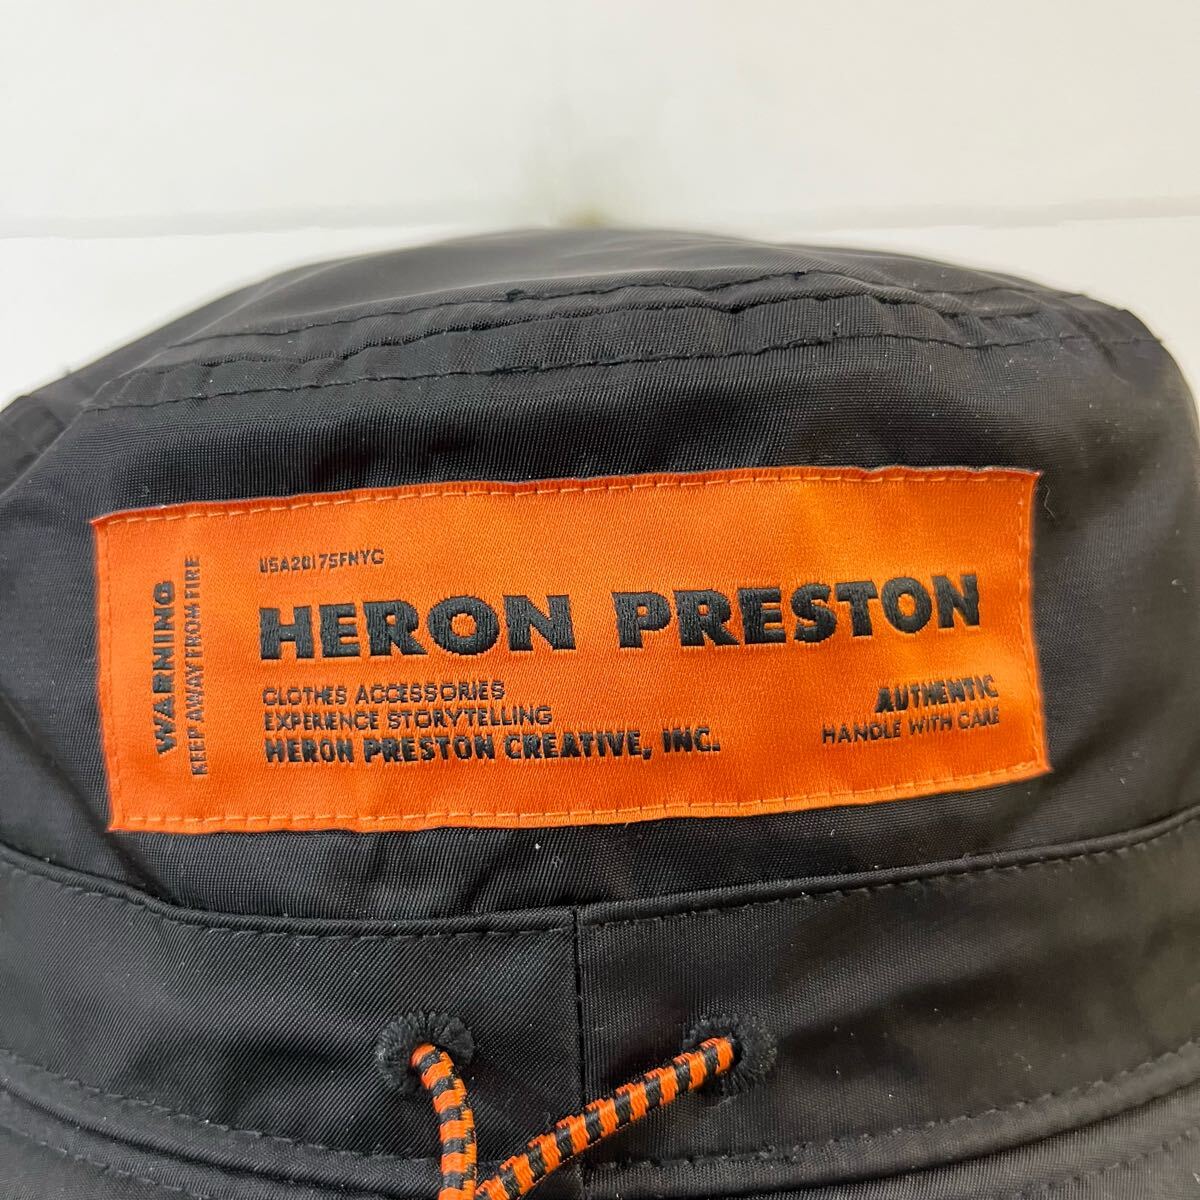 WARNING
KEEP AWAY FROM FIRE
USA2017SFNYC
HERON PRESTON
CLOTHES ACCESSORIES
EXPERIENCE STORYTELLING
HERON PRESTON CREATIVE, INC.
AUTHENTIC
HANDLE WITH CARE